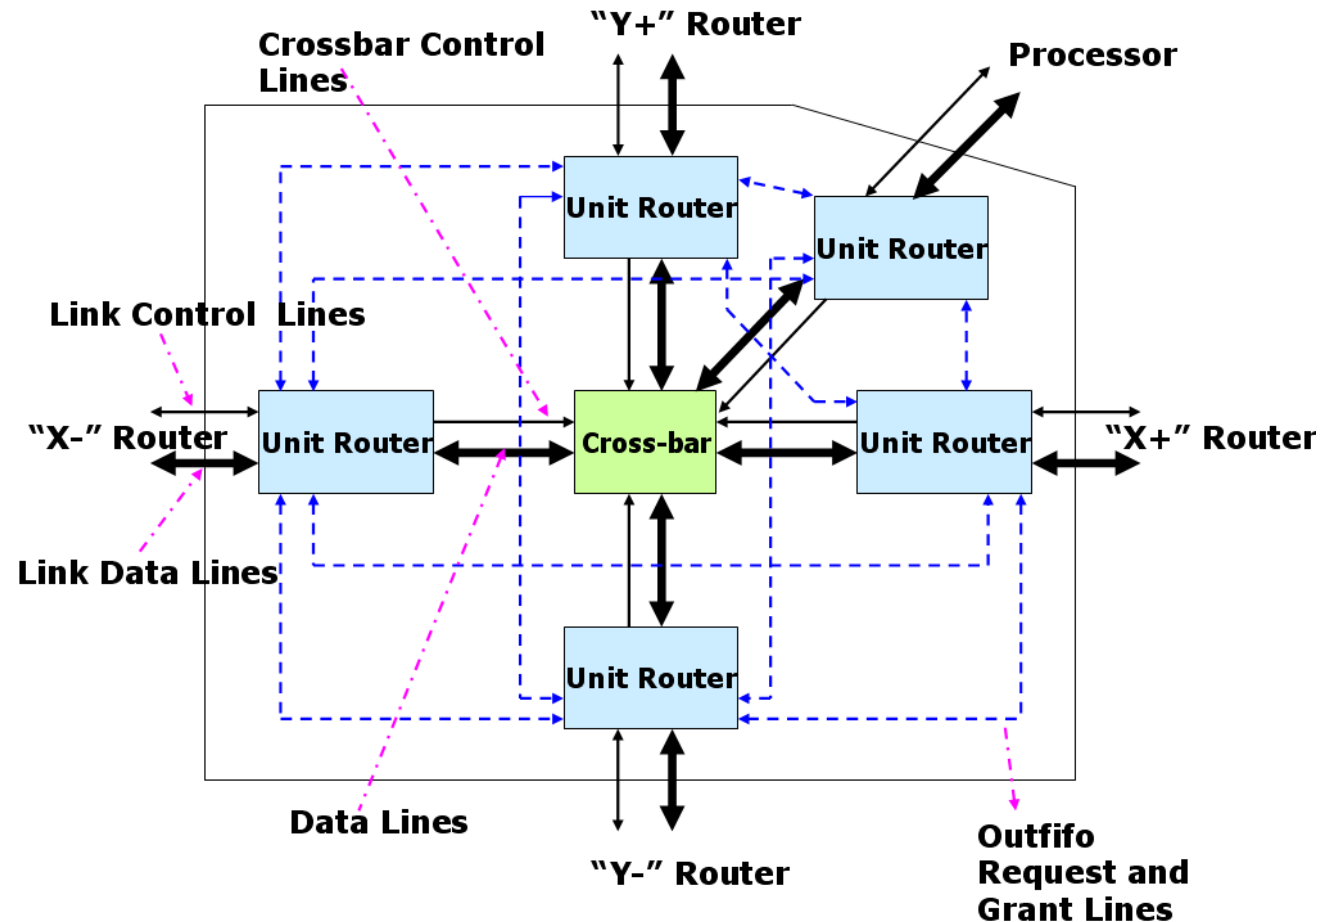 “Y+” Router
Crossbar Control
Lines
Processor
Unit Router
Unit Router
Link Control Lines
“X-” Router
Unit Router
Cross-bar
Unit Router
“X+” Router
Link Data Lines
Unit Router
Data Lines
“Y-” Router
Outfifo
Request and
Grant Lines